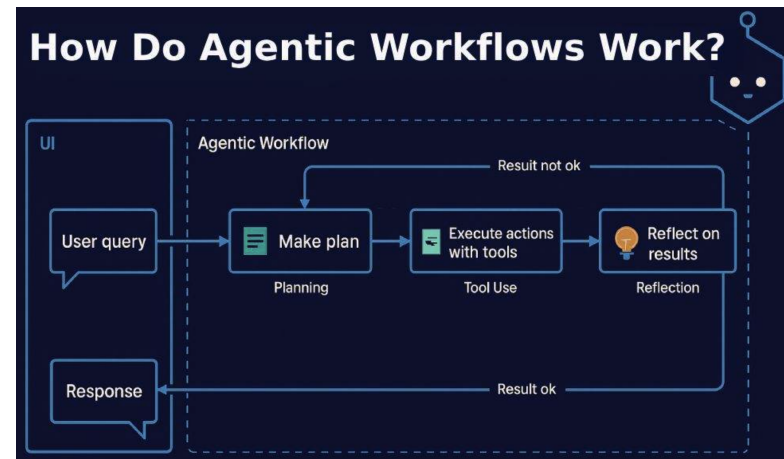 How Do Agentic Workflows Work?
UI
Agentic Workflow
Result not ok
User query
Make plan
Execute actions
with tools
Reflect on
results
Planning
Tool Use
Reflection
Response
Result ok